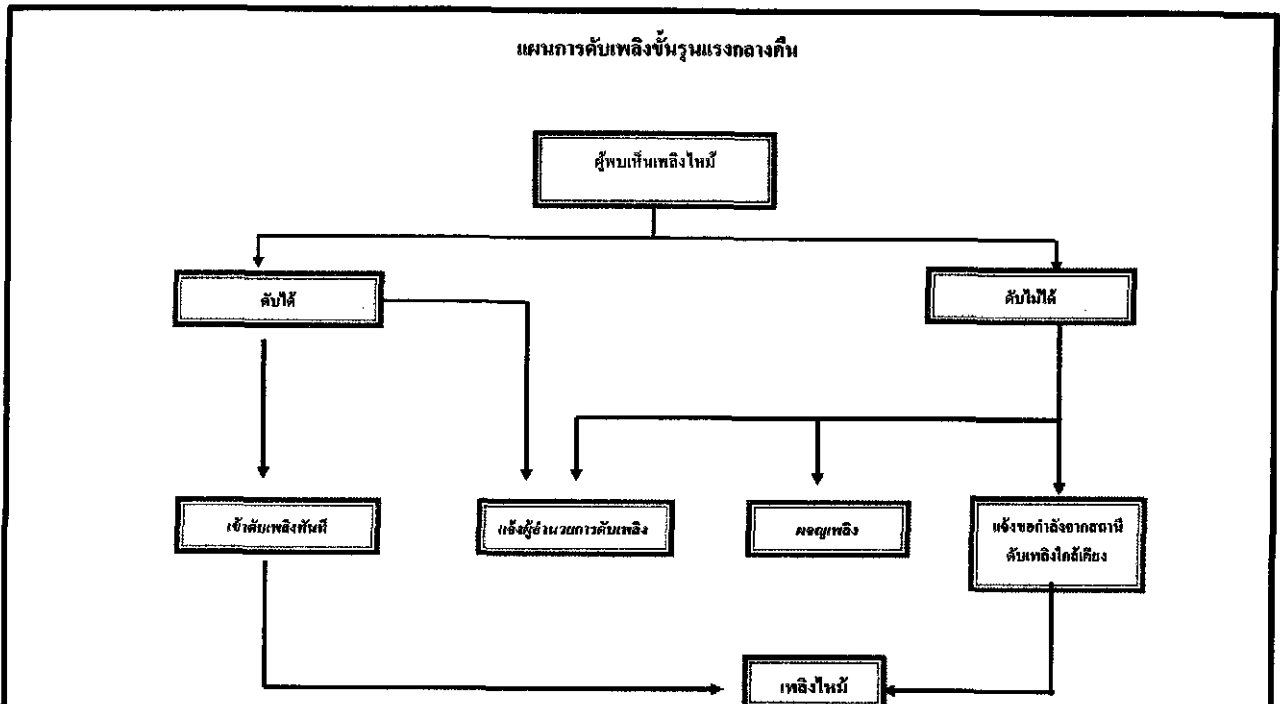 แผนการดับเพลิงขั้นรุนแรงกลางคืน
ผู้พบเห็นเพลิงไหม้
ดับได้
ดับไม่ได้
เข้าดับเพลิงทันที
แจ้งผู้อำนวยการดับเพลิง
ผจญเพลิง
แจ้งขอกำลังจากสถานี
ดับเพลิงใกล้เคียง
เพลิงไหม้